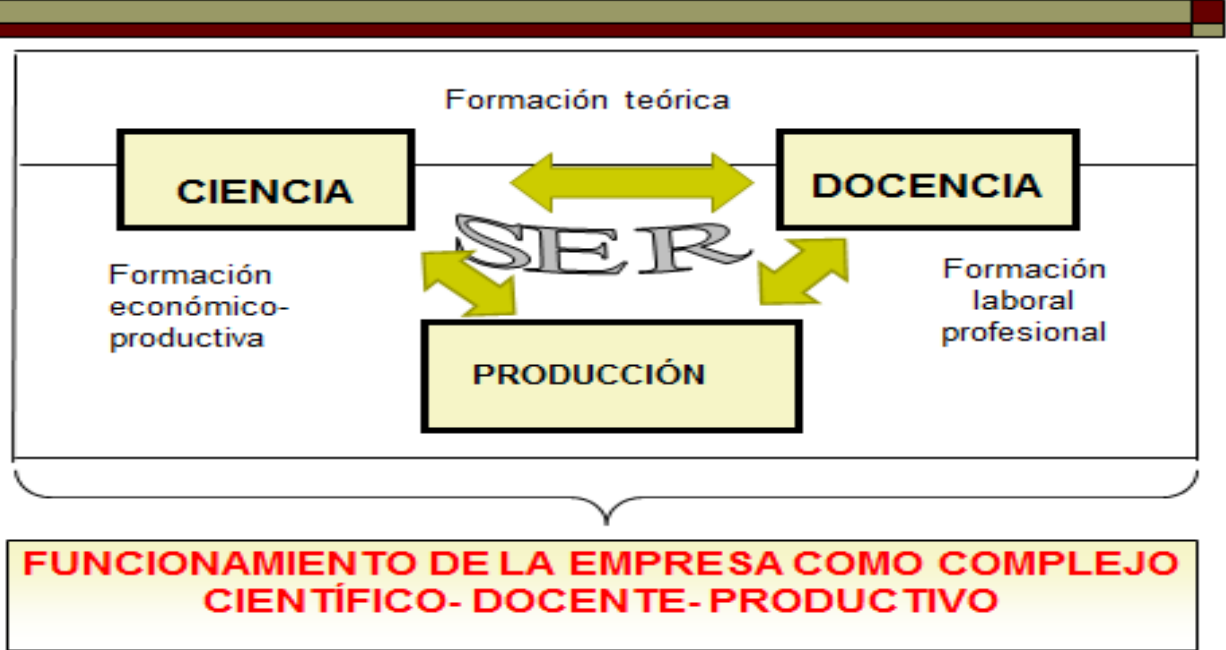 Formación teórica
CIENCIA
DOCENCIA
SER
Formación
económico-
productiva
Formación
laboral
profesional
PRODUCCIÓN
FUNCIONAMIENTO DE LA EMPRESA COMO COMPLEJO
CIENTÍFICO- DOCENTE- PRODUCTIVO